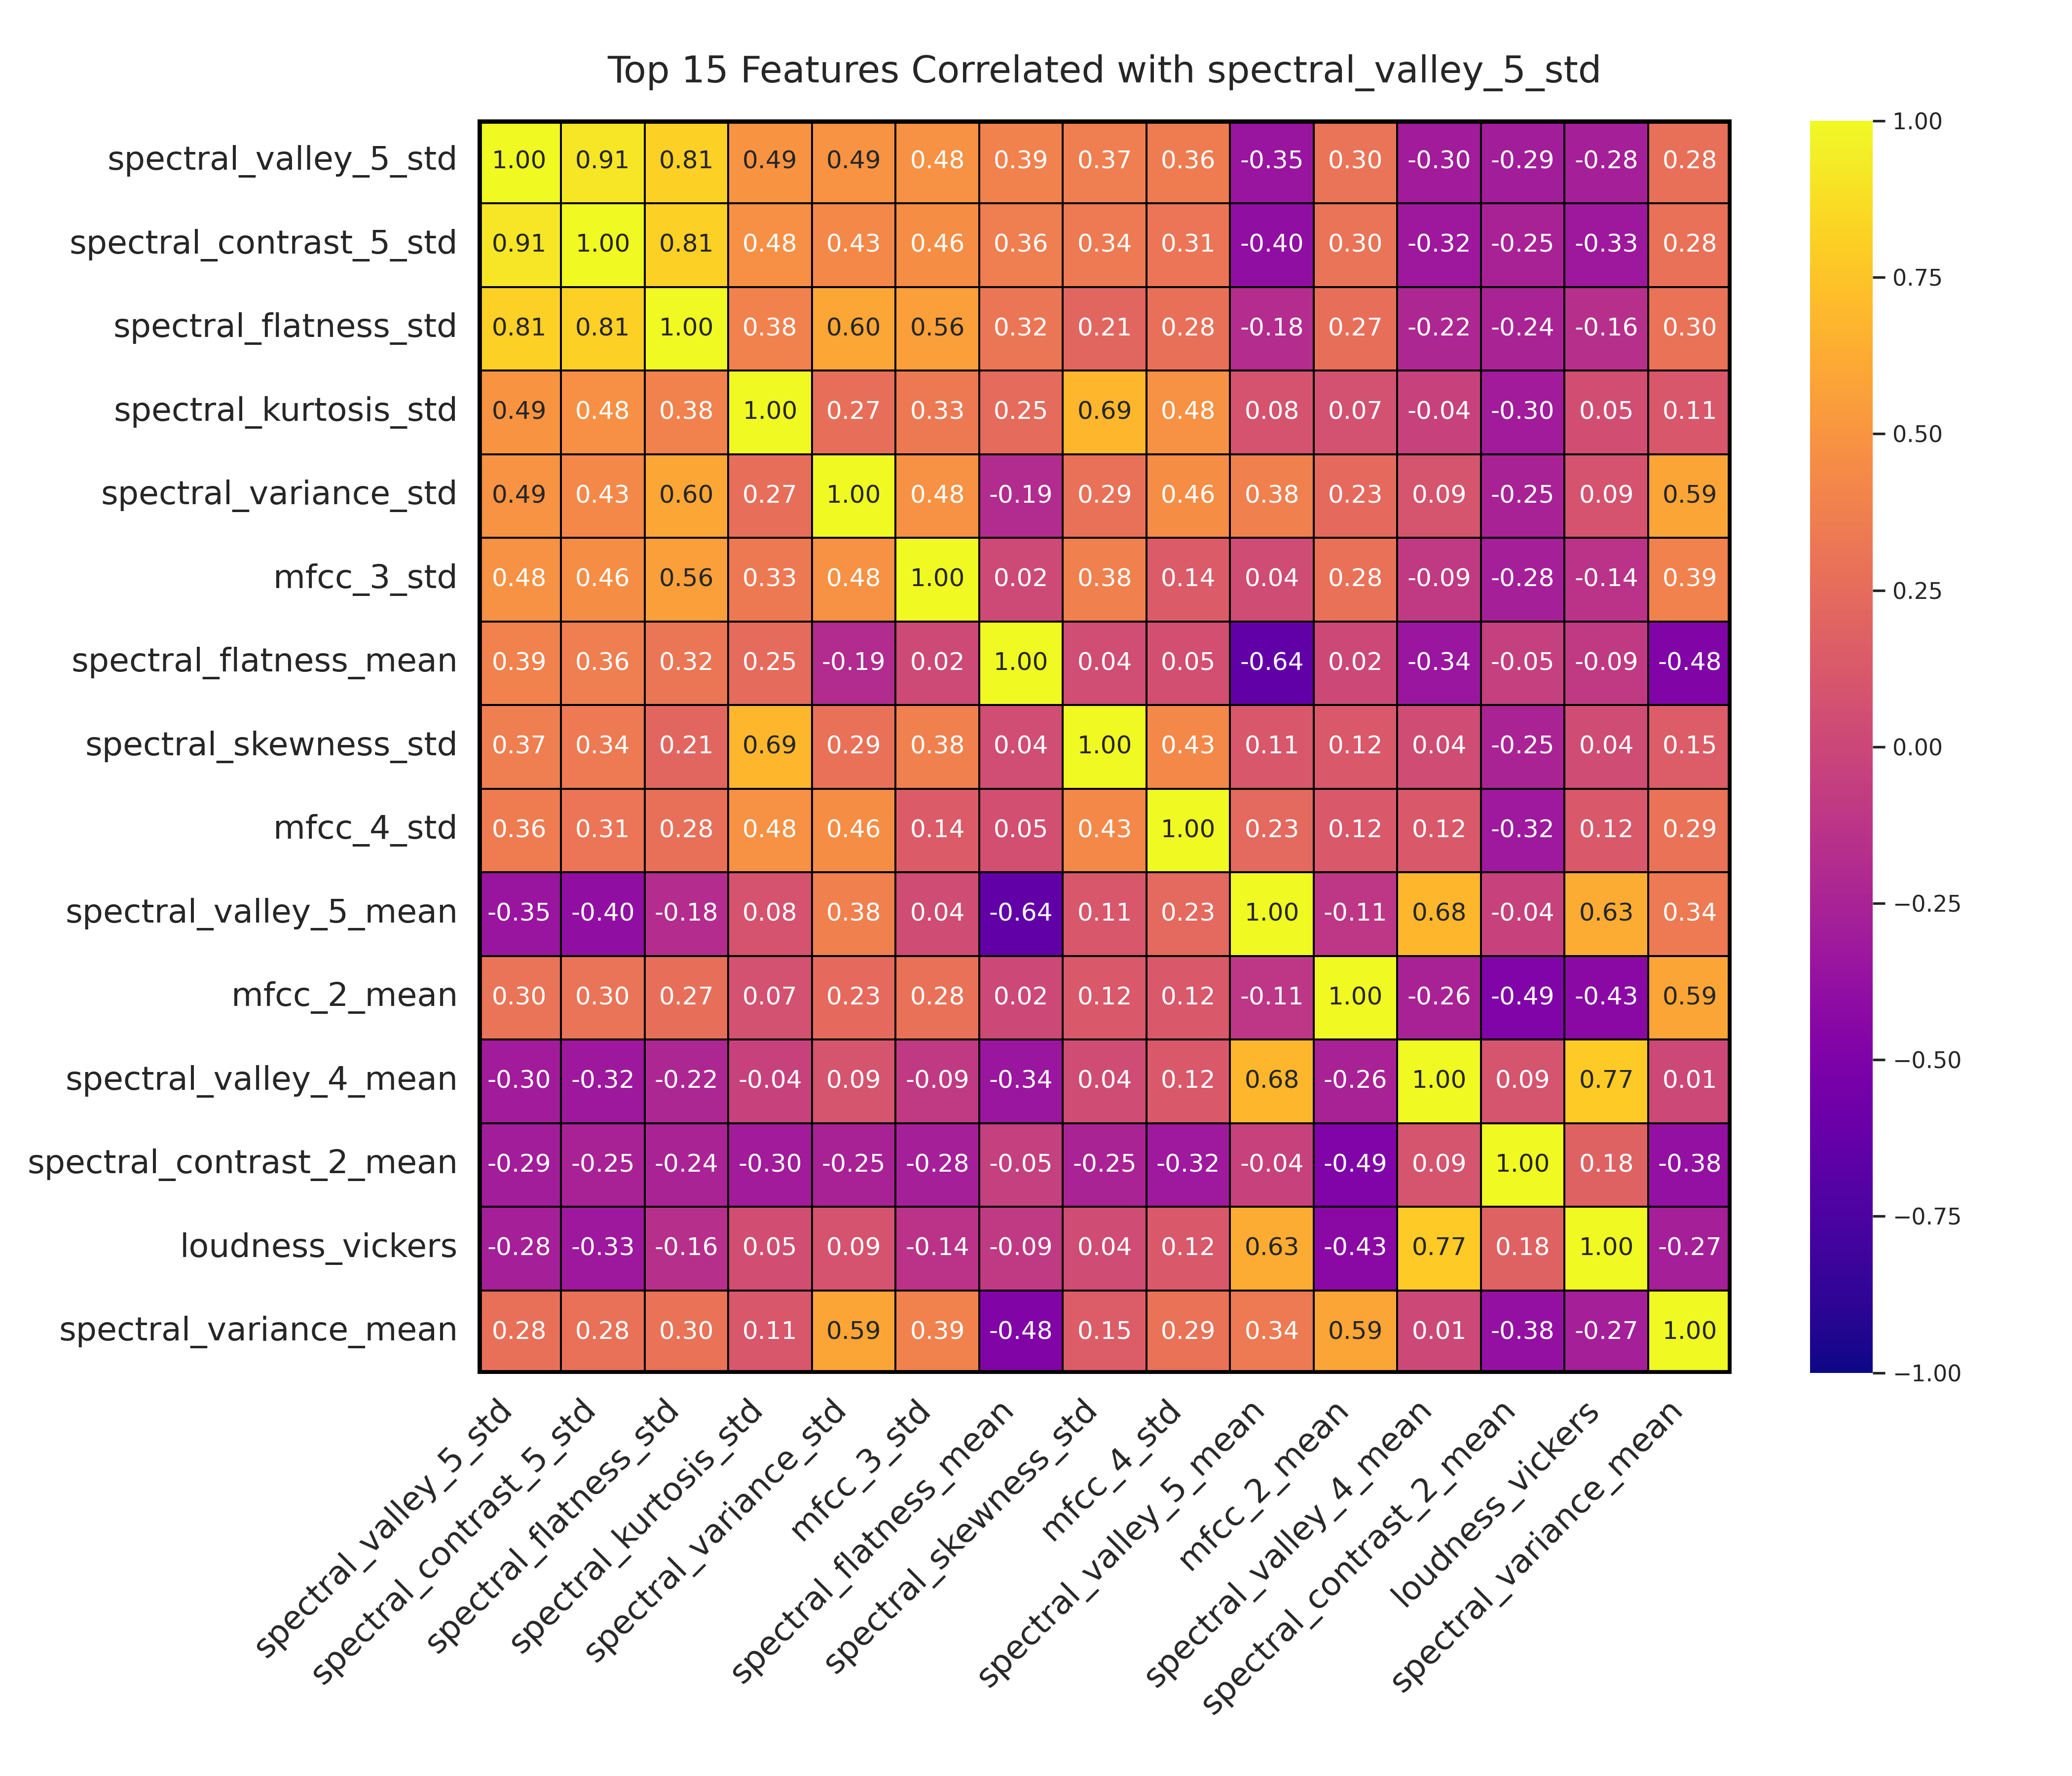 Top 15 Features Correlated with spectral_valley_5_std
spectral_valley_5_std 1.00 0.91 0.81 0.49 0.49 0.48 0.39 0.37 0.36 -0.35 0.30 -0.30 -0.29 -0.28 0.28
spectral_contrast_5_std 0.91 1.00 0.81 0.48 0.43 0.46 0.36 0.34 0.31 -0.40 0.30 -0.32 -0.25 -0.33 0.28
spectral_flatness_std 0.81 0.81 1.00 0.38 0.60 0.56 0.32 0.21 0.28 -0.18 0.27 -0.22 -0.24 -0.16 0.30
spectral_kurtosis_std 0.49 0.48 0.38 1.00 0.27 0.33 0.25 0.69 0.48 0.08 0.07 -0.04 -0.30 0.05 0.11
spectral_variance_std 0.49 0.43 0.60 0.27 1.00 0.48 -0.19 0.29 0.46 0.38 0.23 0.09 -0.25 0.09 0.59
mfcc_3_std 0.48 0.46 0.56 0.33 0.48 1.00 0.02 0.38 0.14 0.04 0.28 -0.09 -0.28 -0.14 0.39
spectral_flatness_mean 0.39 0.36 0.32 0.25 -0.19 0.02 1.00 0.04 0.05 -0.64 0.02 -0.34 -0.05 -0.09 -0.48
spectral_skewness_std 0.37 0.34 0.21 0.69 0.29 0.38 0.04 1.00 0.43 0.11 0.12 0.04 -0.25 0.04 0.15
mfcc_4_std 0.36 0.31 0.28 0.48 0.46 0.14 0.05 0.43 1.00 0.23 0.12 0.12 -0.32 0.12 0.29
spectral_valley_5_mean -0.35 -0.40 -0.18 0.08 0.38 0.04 -0.64 0.11 0.23 1.00 -0.11 0.68 -0.04 0.63 0.34
mfcc_2_mean 0.30 0.30 0.27 0.07 0.23 0.28 0.02 0.12 0.12 -0.11 1.00 -0.26 -0.49 -0.43 0.59
spectral_valley_4_mean -0.30 -0.32 -0.22 -0.04 0.09 -0.09 -0.34 0.04 0.12 0.68 -0.26 1.00 0.09 0.77 0.01
spectral_contrast_2_mean -0.29 -0.25 -0.24 -0.30 -0.25 -0.28 -0.05 -0.25 -0.32 -0.04 -0.49 0.09 1.00 0.18 -0.38
loudness_vickers -0.28 -0.33 -0.16 0.05 0.09 -0.14 -0.09 0.04 0.12 0.63 -0.43 0.77 0.18 1.00 -0.27
spectral_variance_mean 0.28 0.28 0.30 0.11 0.59 0.39 -0.48 0.15 0.29 0.34 0.59 0.01 -0.38 -0.27 1.00
spectral_valley_5_std
spectral_contrast_5_std
spectral_flatness_std
spectral_kurtosis_std
spectral_variance_std
mfcc_3_std
spectral_flatness_mean
spectral_skewness_std
mfcc_4_std
spectral_valley_5_mean
mfcc_2_mean
spectral_valley_4_mean
spectral_contrast_2_mean
loudness_vickers
spectral_variance_mean
1.00
0.75
0.50
0.25
0.00
−0.25
−0.50
−0.75
−1.00